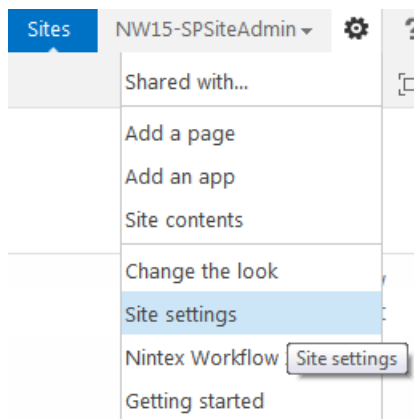 Sites NW15-SPSiteAdmin ?
Shared with...
Add a page
Add an app
Site contents
Change the look
Site settings
Nintex Workflow Site settings
Getting started